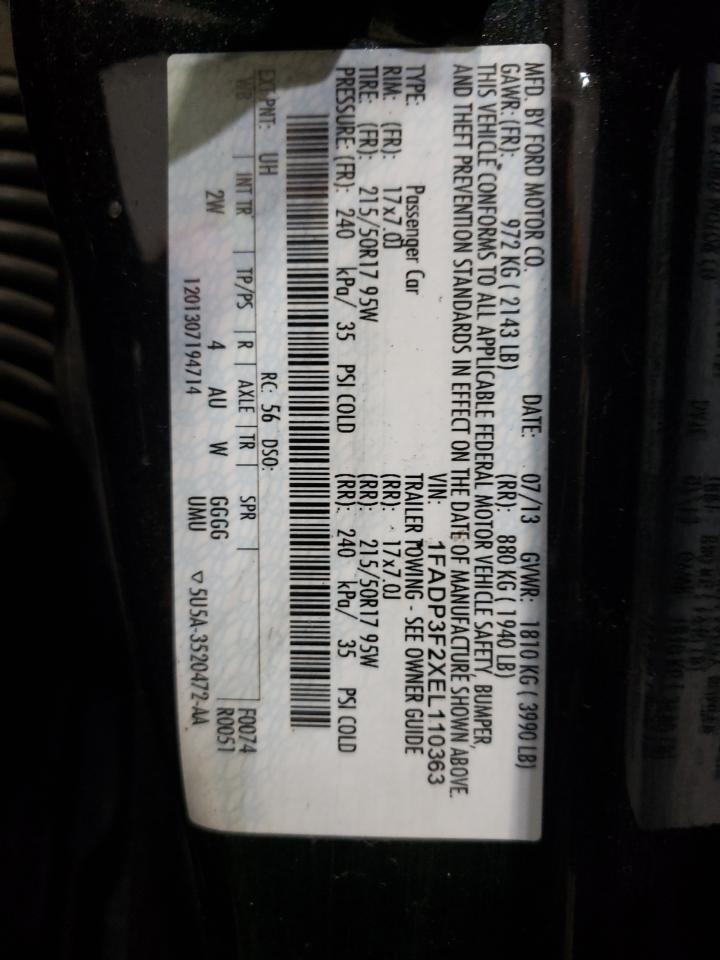 MFD. BY FORD MOTOR CO.
DATE: 07/13 GVWR: 1810 KG ( 3990 LB)
GAWR: (FR): 972 KG ( 2143 LB) (RR): 880 KG ( 1940 LB)
THIS VEHICLE CONFORMS TO ALL APPLICABLE FEDERAL MOTOR VEHICLE SAFETY, BUMPER,
AND THEFT PREVENTION STANDARDS IN EFFECT ON THE DATE OF MANUFACTURE SHOWN ABOVE.
VIN: 1FADP3F2XEL110363
TYPE: Passenger Car TRAILER TOWING - SEE OWNER GUIDE
RIM: (FR): 17x7.0J (RR): 17x7.0J
TIRE: (FR): 215/50R17 95W (RR): 215/50R17 95W
PRESSURE: (FR): 240 kPa/ 35 PSI COLD (RR): 240 kPa/ 35 PSI COLD
EXT PNT: UH RC: 56 DSO: F0074
WB | INT TR | TP/PS | R | AXLE | TR | SPR | R0051
2W 4 AU W GGGG
UMU
1201307194714 ▽5U5A-3520472-AA